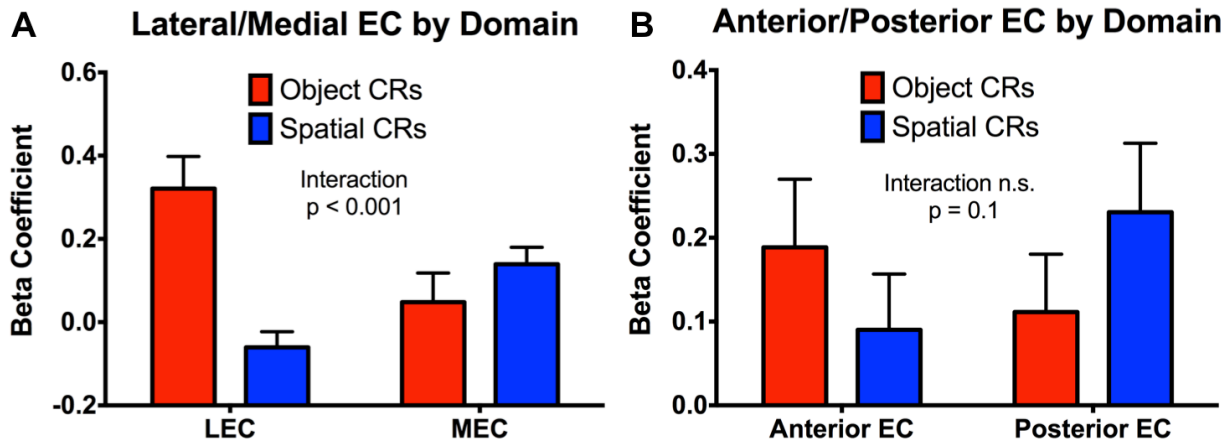 A
Lateral/Medial EC by Domain
Beta Coefficient
0.6
0.4
0.2
0.0
-0.2
Object CRs
Spatial CRs
Interaction
p < 0.001
LEC
MEC
B
Anterior/Posterior EC by Domain
Beta Coefficient
0.4
0.3
0.2
0.1
0.0
Object CRs
Spatial CRs
Interaction n.s.
p = 0.1
Anterior EC
Posterior EC